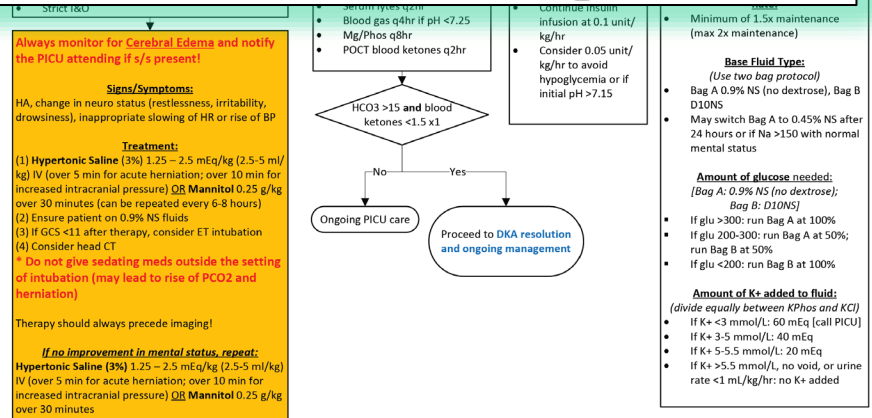 Strict I&O
Always monitor for Cerebral Edema and notify
the PICU attending if s/s present!
Signs/Symptoms:
HA, change in neuro status (restlessness, irritability,
drowsiness), inappropriate slowing of HR or rise of BP
Treatment:
(1) Hypertonic Saline (3%) 1.25 – 2.5 mEq/kg (2.5-5 ml/
kg) IV (over 5 min for acute herniation; over 10 min for
increased intracranial pressure) OR Mannitol 0.25 g/kg
over 30 minutes (can be repeated every 6-8 hours)
(2) Ensure patient on 0.9% NS fluids
(3) If GCS <11 after therapy, consider ET intubation
(4) Consider head CT
* Do not give sedating meds outside the setting
of intubation (may lead to rise of PCO2 and
herniation)
Therapy should always precede imaging!
If no improvement in mental status, repeat:
Hypertonic Saline (3%) 1.25 – 2.5 mEq/kg (2.5-5 ml/kg)
IV (over 5 min for acute herniation; over 10 min for
increased intracranial pressure) OR Mannitol 0.25 g/kg
over 30 minutes
Serum lytes q2hr
Blood gas q4hr if pH <7.25
Mg/Phos q8hr
POCT blood ketones q2hr
HCO3 >15 and blood
ketones <1.5 x1
No
Yes
Ongoing PICU care
Proceed to DKA resolution
and ongoing management
Continue insulin
infusion at 0.1 unit/
kg/hr
Consider 0.05 unit/
kg/hr to avoid
hypoglycemia or if
initial pH >7.15
Rate:
Minimum of 1.5x maintenance
(max 2x maintenance)
Base Fluid Type:
(Use two bag protocol)
Bag A 0.9% NS (no dextrose), Bag B
D10NS
May switch Bag A to 0.45% NS after
24 hours or if Na >150 with normal
mental status
Amount of glucose needed:
[Bag A: 0.9% NS (no dextrose);
Bag B: D10NS]
If glu >300: run Bag A at 100%
If glu 200-300: run Bag A at 50%;
run Bag B at 50%
If glu <200: run Bag B at 100%
Amount of K+ added to fluid:
(divide equally between KPhos and KCl)
If K+ <3 mmol/L: 60 mEq [call PICU]
If K+ 3-5 mmol/L: 40 mEq
If K+ 5-5.5 mmol/L: 20 mEq
If K+ >5.5 mmol/L, no void, or urine
rate <1 mL/kg/hr: no K+ added